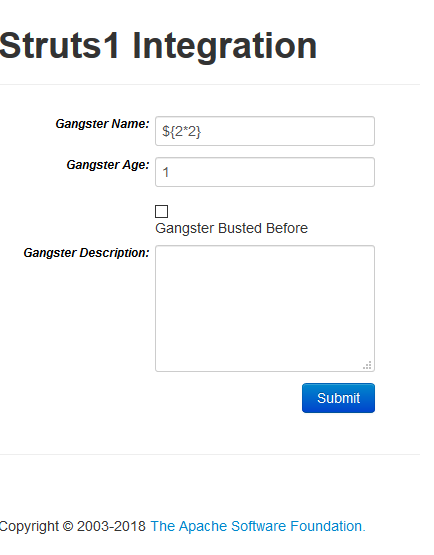 Struts1 Integration
Gangster Name: ${2*2}
Gangster Age: 1
Gangster Busted Before
Gangster Description:
Submit
Copyright © 2003-2018 The Apache Software Foundation.